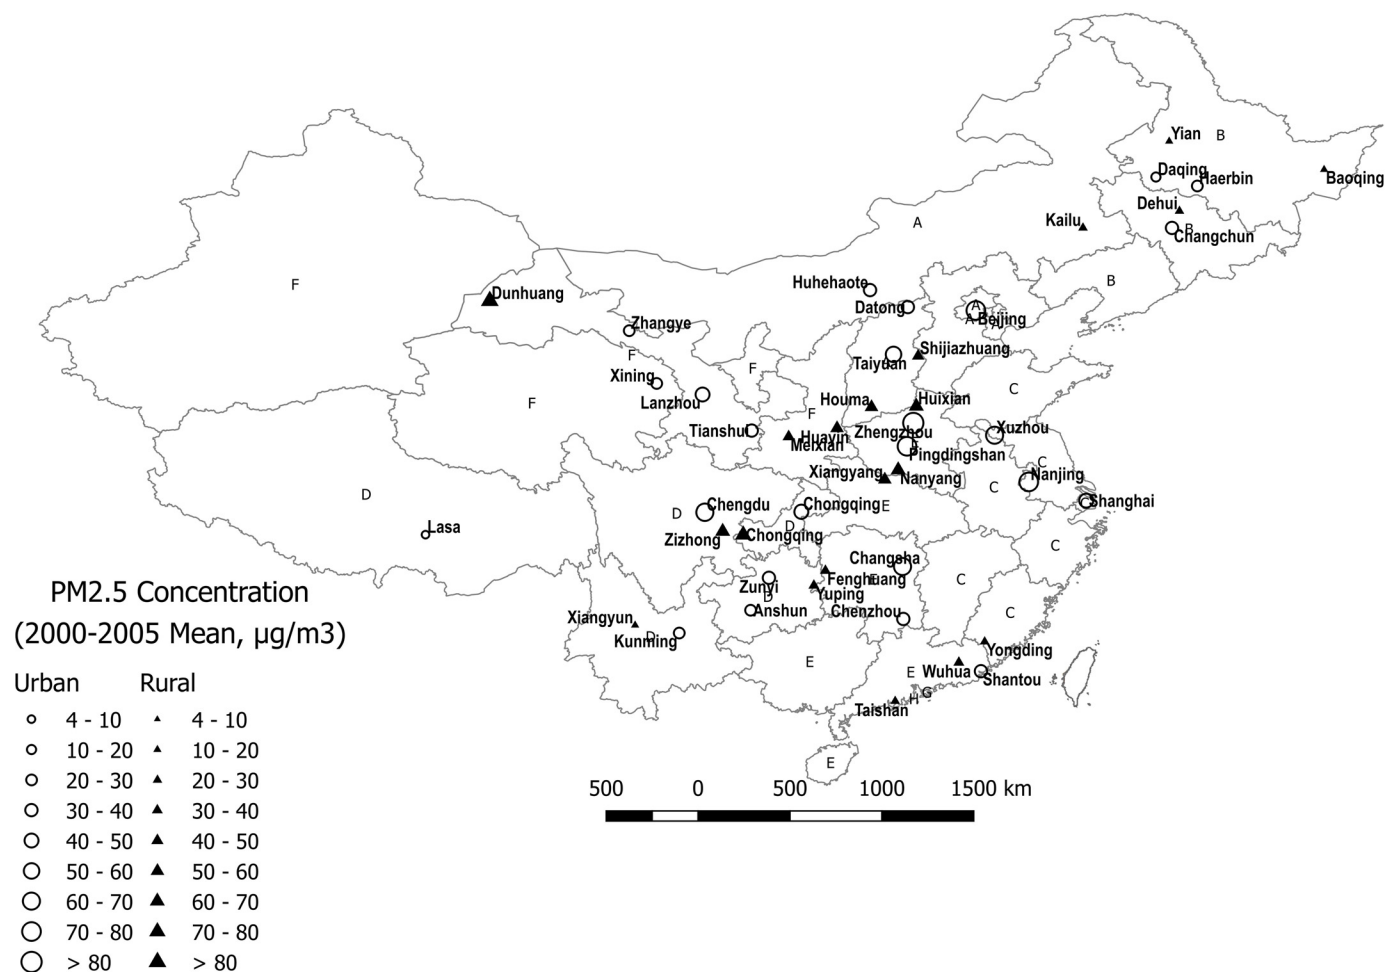 Yian
B
Daqing
Haerbin
Baoqing
Dehui
Kailu
A
B
Changchun
B
F
Huhehaote
Dunhuang
Datong
A
Beijing
A
A
Zhangye
Shijiazhuang
Taiyuan
F
F
Xining
C
Lanzhou
Houma
Huixian
F
F
Tianshui
Huayin
Meixian
Zhengzhou
Xuzhou
E
Pingdingshan
C
Xiangyang
Nanyang
Nanjing
C
D
Chengdu
Chongqing
E
Shanghai
D
Lasa
D
Zizhong
Chongqing
C
Changsha
Fenghuang
E
C
Zunyi
Yuping
D
PM2.5 Concentration
(2000-2005 Mean, µg/m3)
Anshun
Chenzhou
C
Xiangyun
D
Kunming
Yongding
E
E
Wuhua
Shantou
G
H
Taishan
E
Urban Rural
4 - 10 4 - 10
10 - 20 10 - 20
20 - 30 20 - 30
30 - 40 30 - 40
40 - 50 40 - 50
50 - 60 50 - 60
60 - 70 60 - 70
70 - 80 70 - 80
> 80 > 80
500 0 500 1000 1500 km